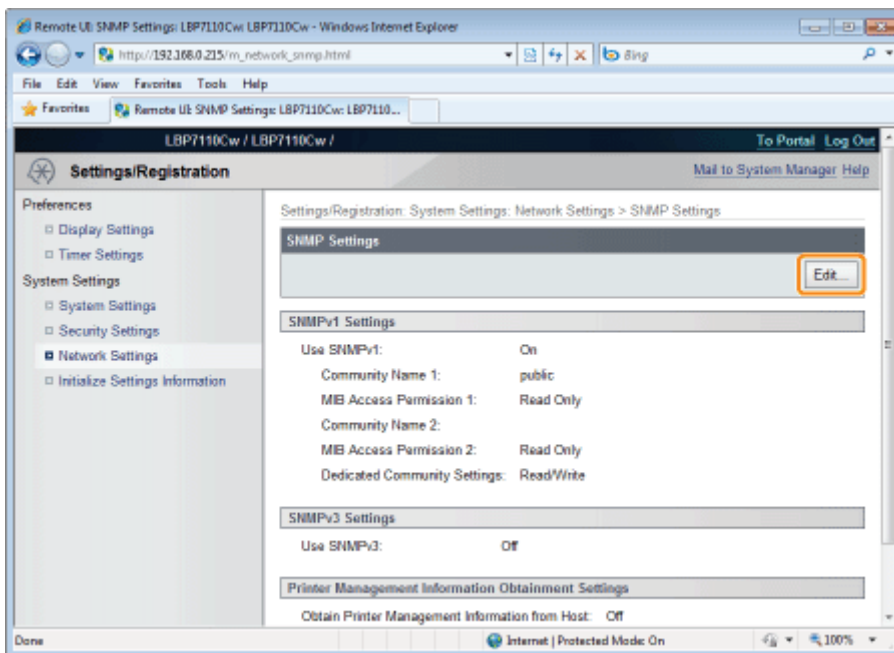 Remote UI: SNMP Settings: LBP7110Cw: LBP7110Cw - Windows Internet Explorer
http://192.168.0.215/m_network_snmp.html
Bing
File Edit View Favorites Tools Help
Favorites
Remote UI: SNMP Settings: LBP7110Cw: LBP7110...
LBP7110Cw / LBP7110Cw /
To Portal Log Out
Settings/Registration
Mail to System Manager Help
Preferences
Display Settings
Timer Settings
System Settings
System Settings
Security Settings
Network Settings
Initialize Settings Information
Settings/Registration: System Settings: Network Settings > SNMP Settings
SNMP Settings
Edit...
SNMPv1 Settings
Use SNMPv1: On
Community Name 1: public
MIB Access Permission 1: Read Only
Community Name 2:
MIB Access Permission 2: Read Only
Dedicated Community Settings: Read/Write
SNMPv3 Settings
Use SNMPv3: Off
Printer Management Information Obtainment Settings
Obtain Printer Management Information from Host: Off
Done
Internet | Protected Mode: On
100%